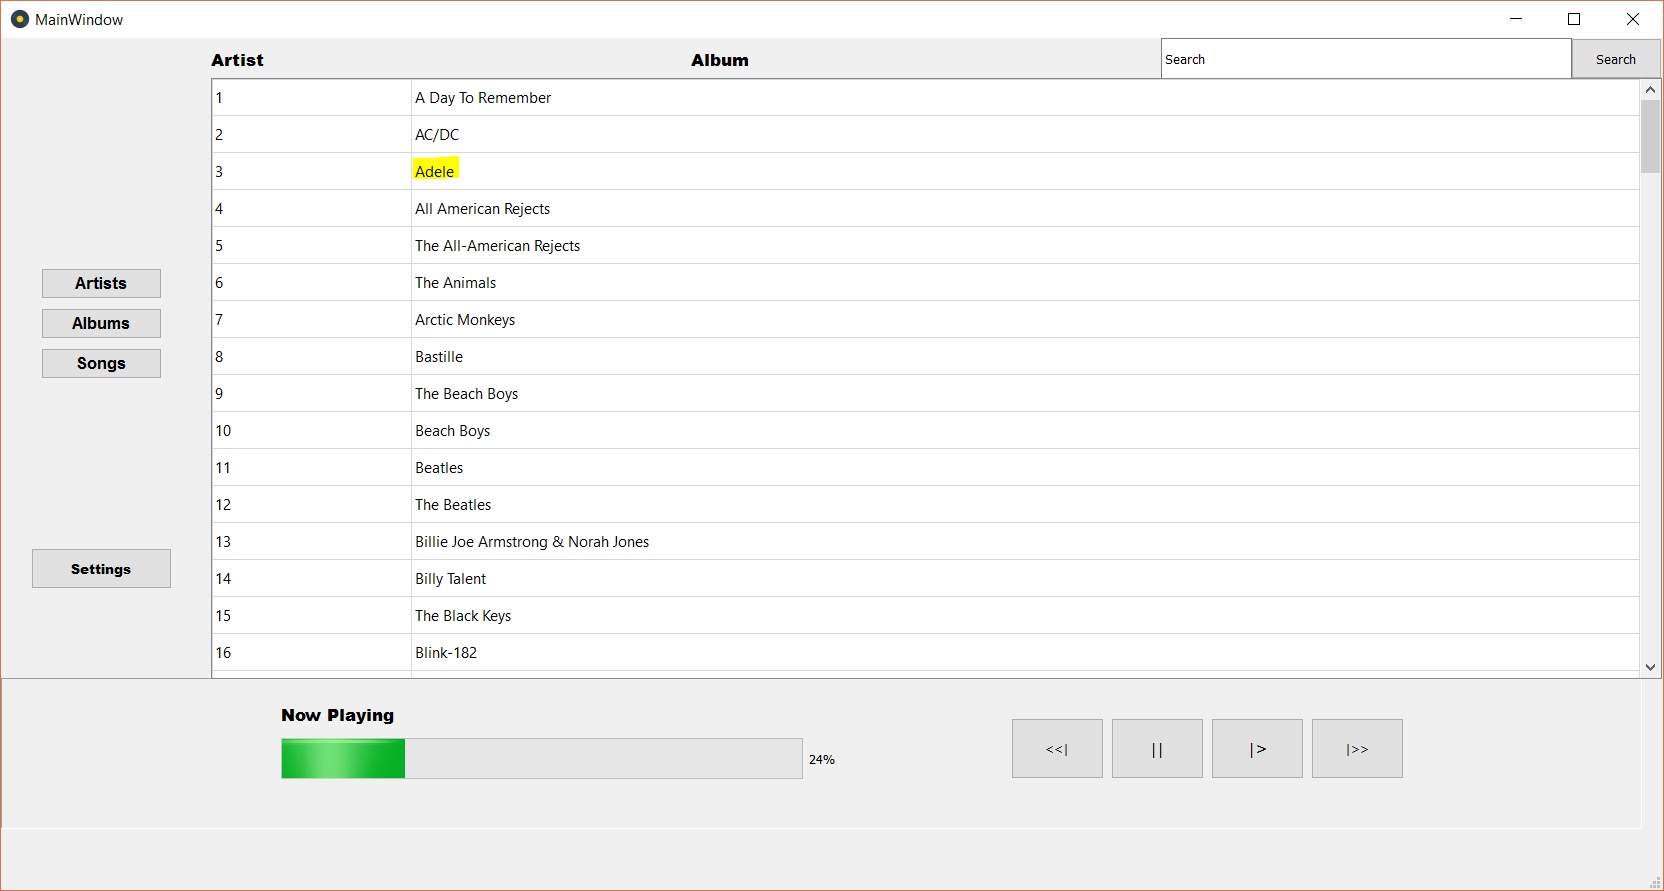 MainWindow
Artist Album Search Search
1 A Day To Remember
2 AC/DC
3 Adele
4 All American Rejects
5 The All-American Rejects
6 The Animals
7 Arctic Monkeys
8 Bastille
9 The Beach Boys
10 Beach Boys
11 Beatles
12 The Beatles
13 Billie Joe Armstrong & Norah Jones
14 Billy Talent
15 The Black Keys
16 Blink-182
Artists
Albums
Songs
Settings
Now Playing
24%
<<| || |> |>>